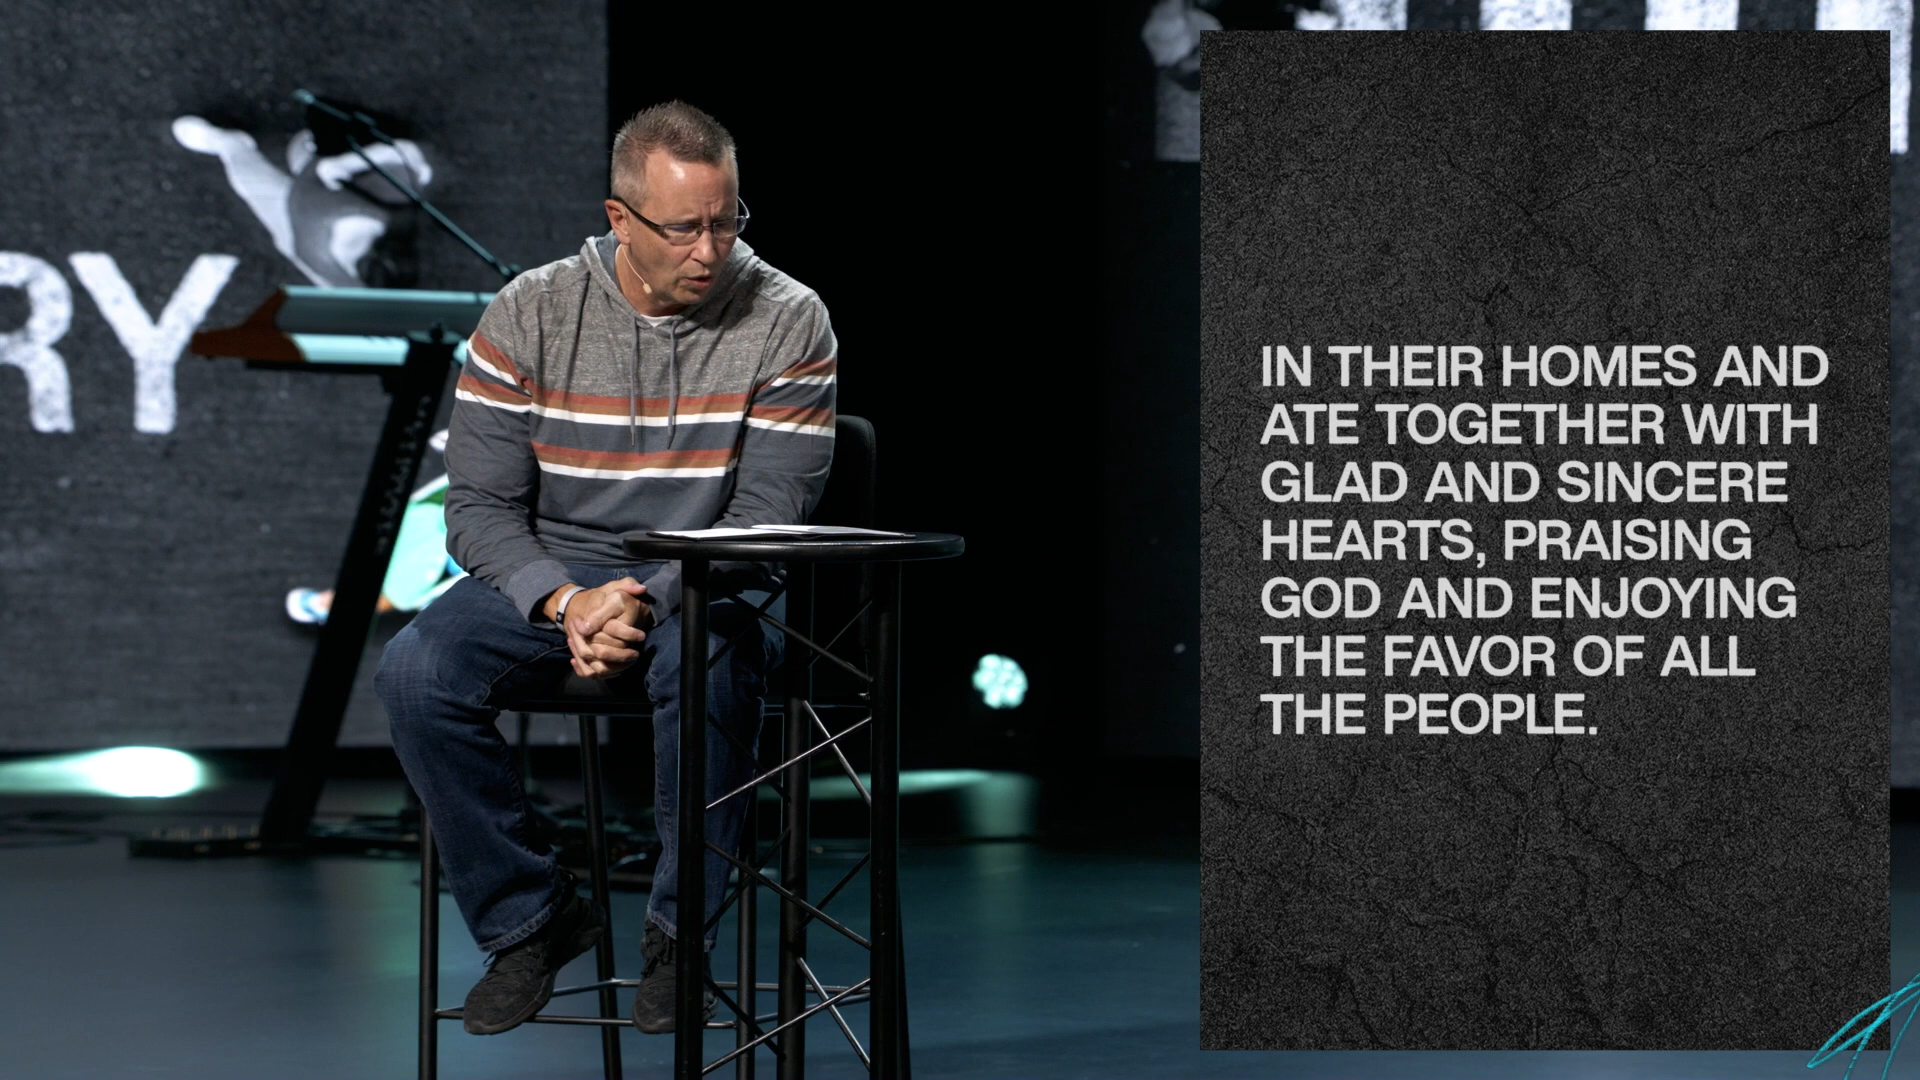 RY
IN THEIR HOMES AND
ATE TOGETHER WITH
GLAD AND SINCERE
HEARTS, PRAISING
GOD AND ENJOYING
THE FAVOR OF ALL
THE PEOPLE.